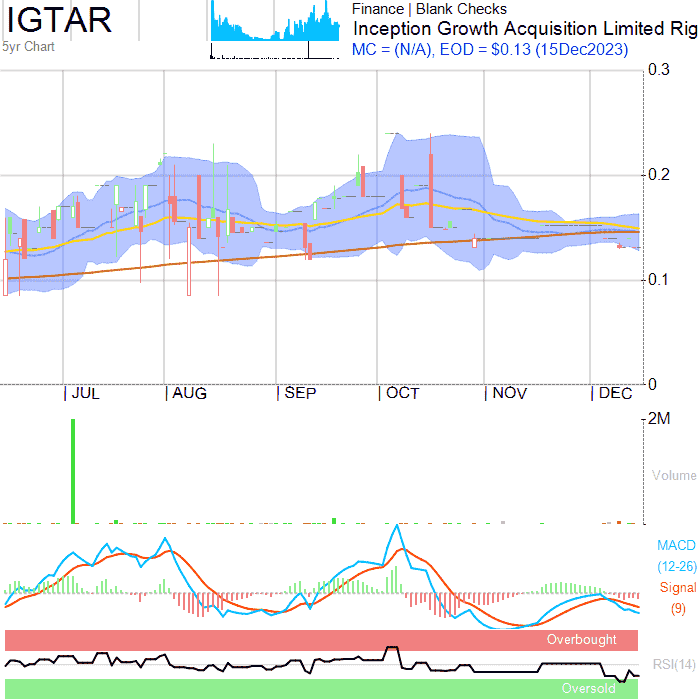 IGTAR
5yr Chart
Finance | Blank Checks
Inception Growth Acquisition Limited Rig
MC = (N/A), EOD = $0.13 (15Dec2023)
0.3
0.2
0.1
0
JUL AUG SEP OCT NOV DEC
2M
Volume
MACD
(12-26)
Signal
(9)
Overbought
RSI(14)
Oversold